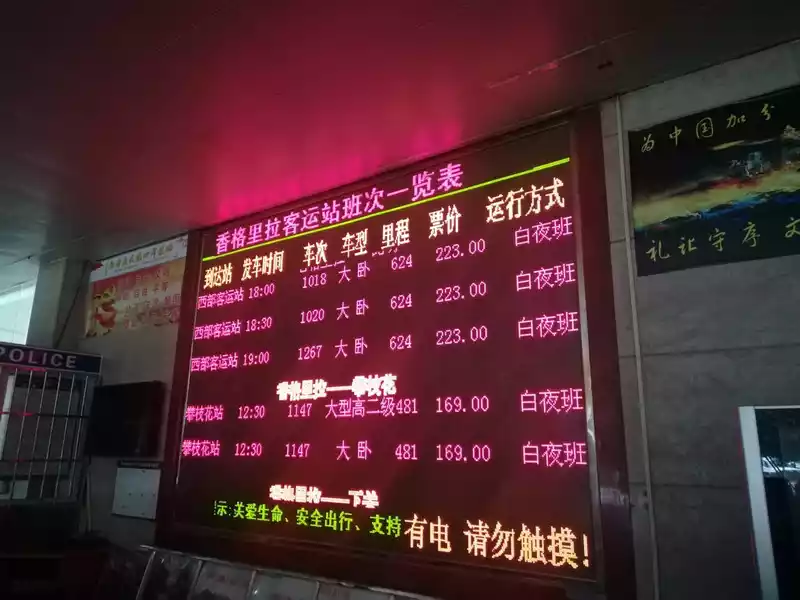 香格里拉客运站班次一览表
到达站 发车时间 车次 车型 里程 票价 运行方式
西部客运站 18:00 1018 大卧 624 223.00 白夜班
西部客运站 18:30 1020 大卧 624 223.00 白夜班
西部客运站 19:00 1267 大卧 624 223.00 白夜班
香格里拉——攀枝花
攀枝花站 12:30 1147 大型高二级 481 169.00 白夜班
攀枝花站 12:30 1147 大卧 481 169.00 白夜班
香格里拉——下关
示:关爱生命、安全出行、支持
有电 请勿触摸!
为中国加分
礼让守序 文
POLICE